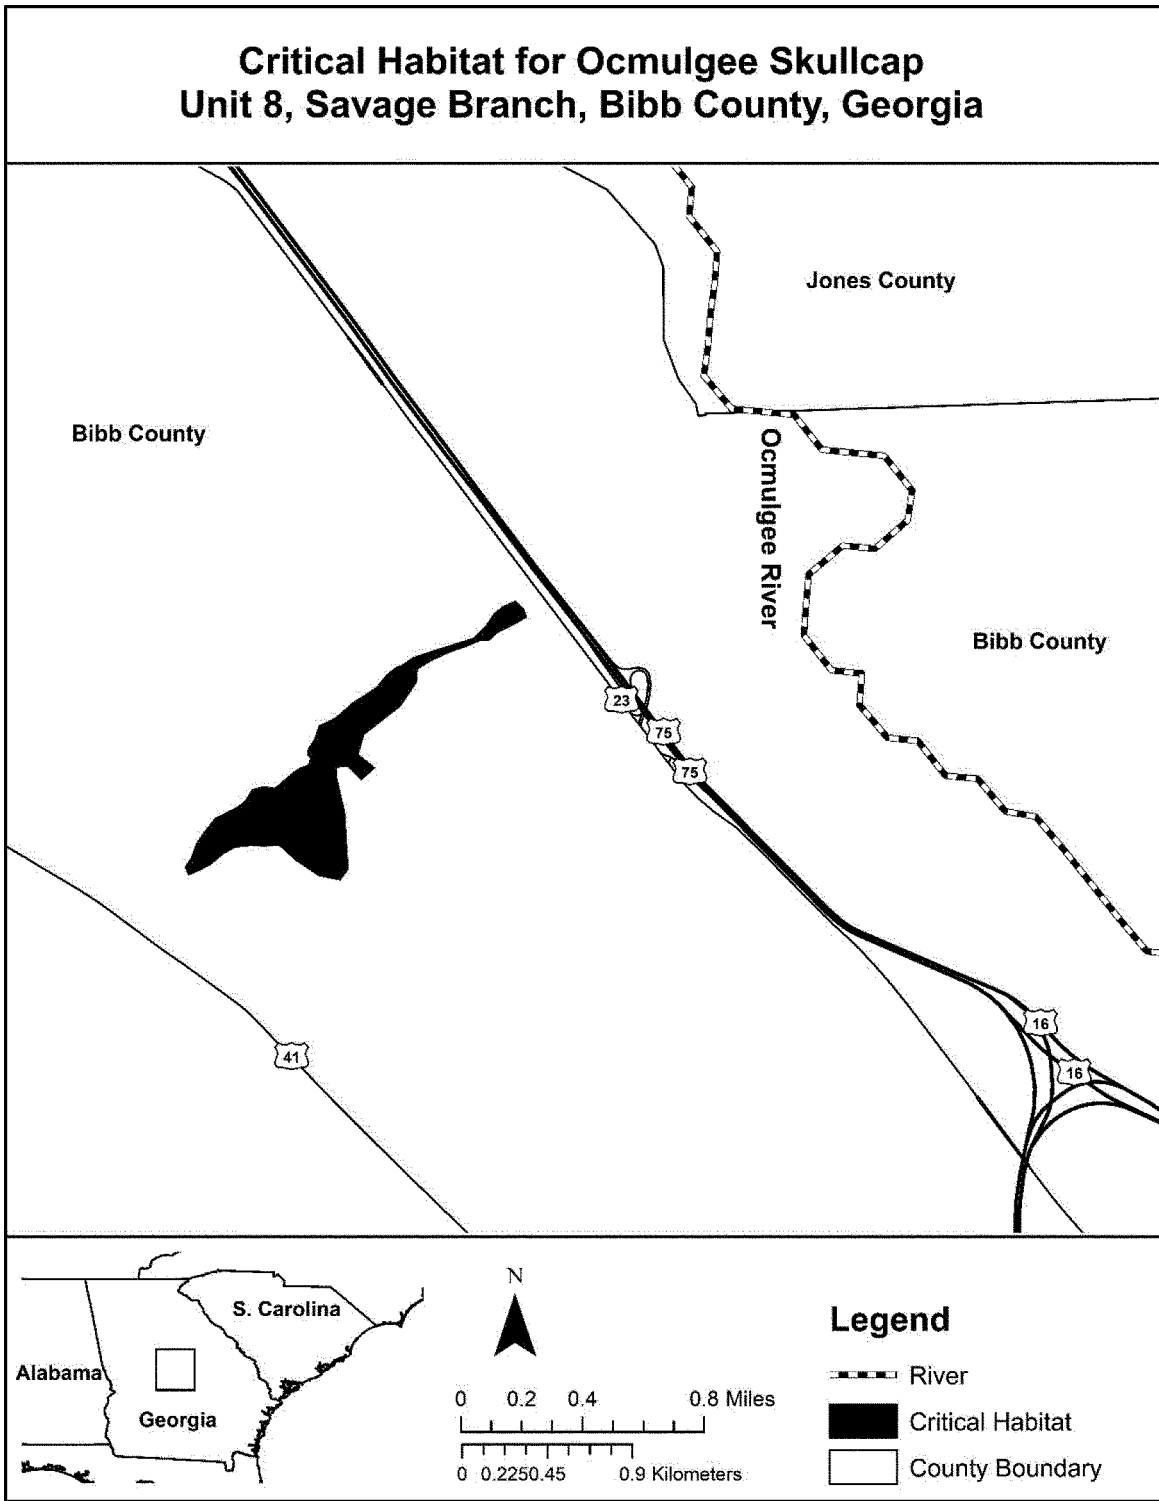 Critical Habitat for Ocmulgee Skullcap
Unit 8, Savage Branch, Bibb County, Georgia
Jones County
Bibb County
Ocmulgee River
Bibb County
23
75
75
16
16
41
S. Carolina
Alabama
Georgia
N
0 0.2 0.4 0.8 Miles
0 0.2250.45 0.9 Kilometers
Legend
River
Critical Habitat
County Boundary